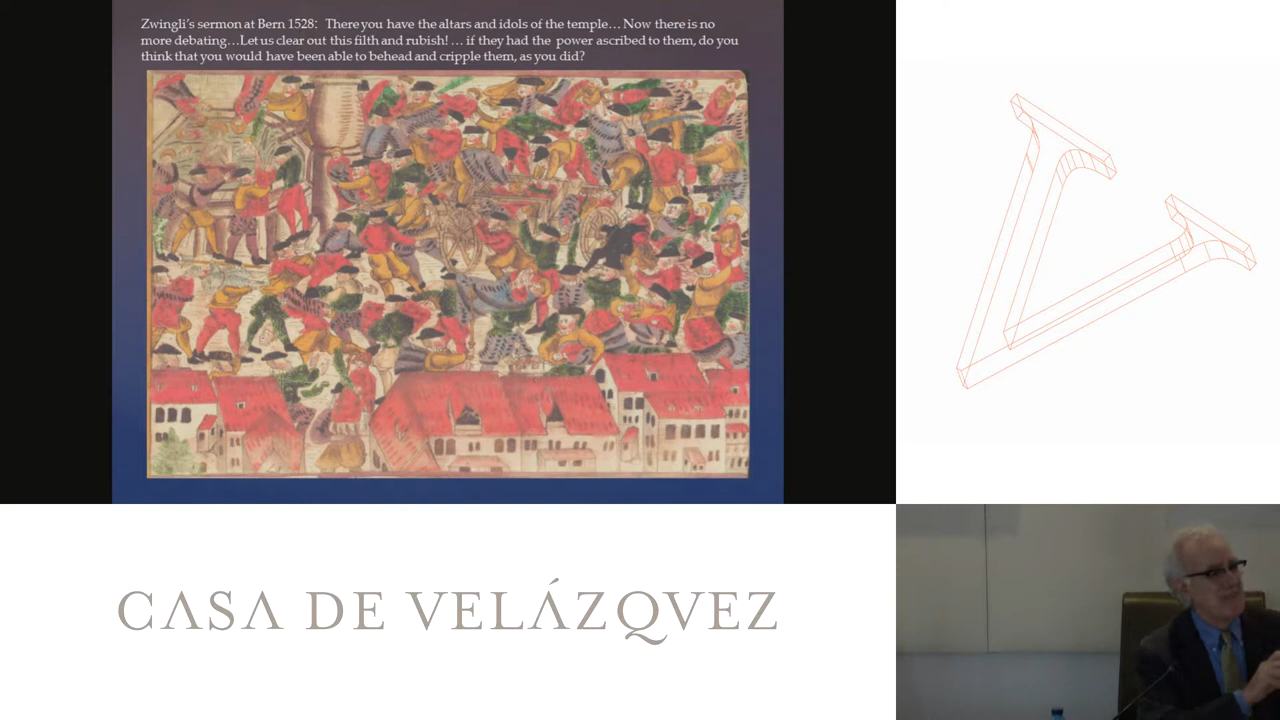 Zwingli's sermon at Bern 1528:  There you have the altars and idols of the temple… Now there is no
more debating…Let us clear out this filth and rubish! … if they had the  power ascribed to them, do you
think that you would have been able to behead and cripple them, as you did?
CASA DE VELÁZQVEZ